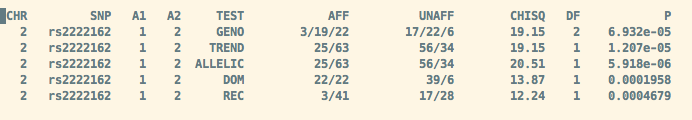 CHR SNP A1 A2 TEST AFF UNAFF CHISQ DF P
2 rs2222162 1 2 GENO 3/19/22 17/22/6 19.15 2 6.932e-05
2 rs2222162 1 2 TREND 25/63 56/34 19.15 1 1.207e-05
2 rs2222162 1 2 ALLELIC 25/63 56/34 20.51 1 5.918e-06
2 rs2222162 1 2 DOM 22/22 39/6 13.87 1 0.0001958
2 rs2222162 1 2 REC 3/41 17/28 12.24 1 0.0004679